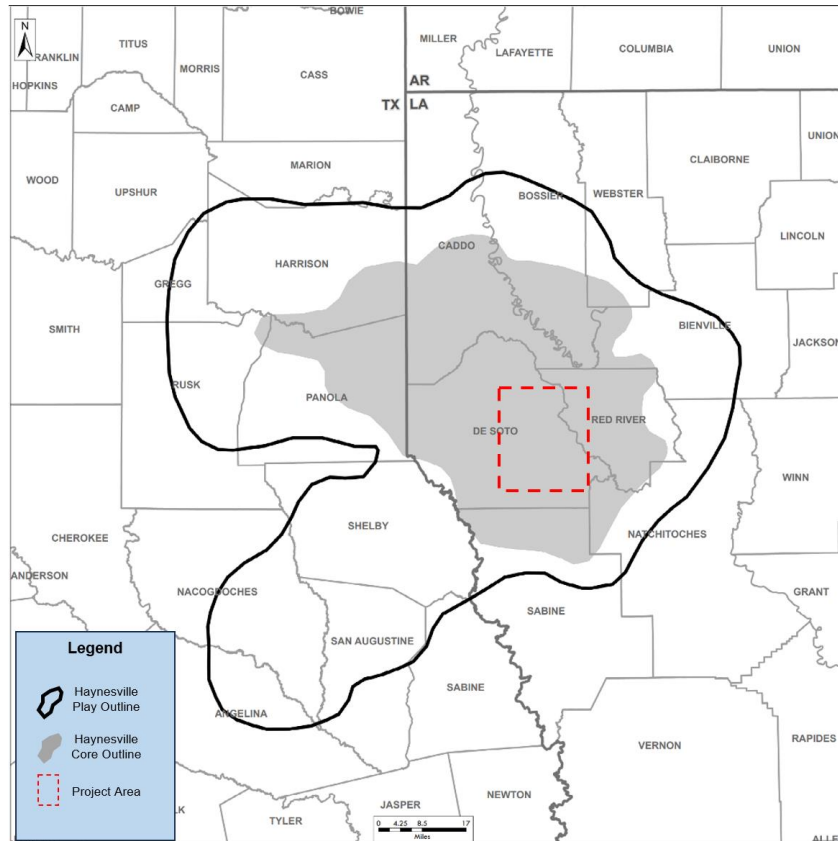 N
BOWIE
TITUS
MILLER
LAFAYETTE
COLUMBIA
UNION
RANKLIN
MORRIS
CASS
HOPKINS
AR
CAMP
TX
LA
UNION
MARION
CLAIBORNE
WOOD
UPSHUR
BOSSIER
WEBSTER
LINCOLN
CADDO
HARRISON
GREGG
SMITH
BIENVILLE
JACKSON
RUSK
PANOLA
RED RIVER
DE SOTO
WINN
SHELBY
NATCHITOCHES
CHEROKEE
ANDERSON
NACOGDOCHES
GRANT
SABINE
SAN AUGUSTINE
SABINE
ANGELINA
VERNON
RAPIDES
NEWTON
JASPER
TYLER
LK
ALLE
Legend
Haynesville
Play Outline
Haynesville
Core Outline
Project Area
0 4.25 8.5 17
Miles